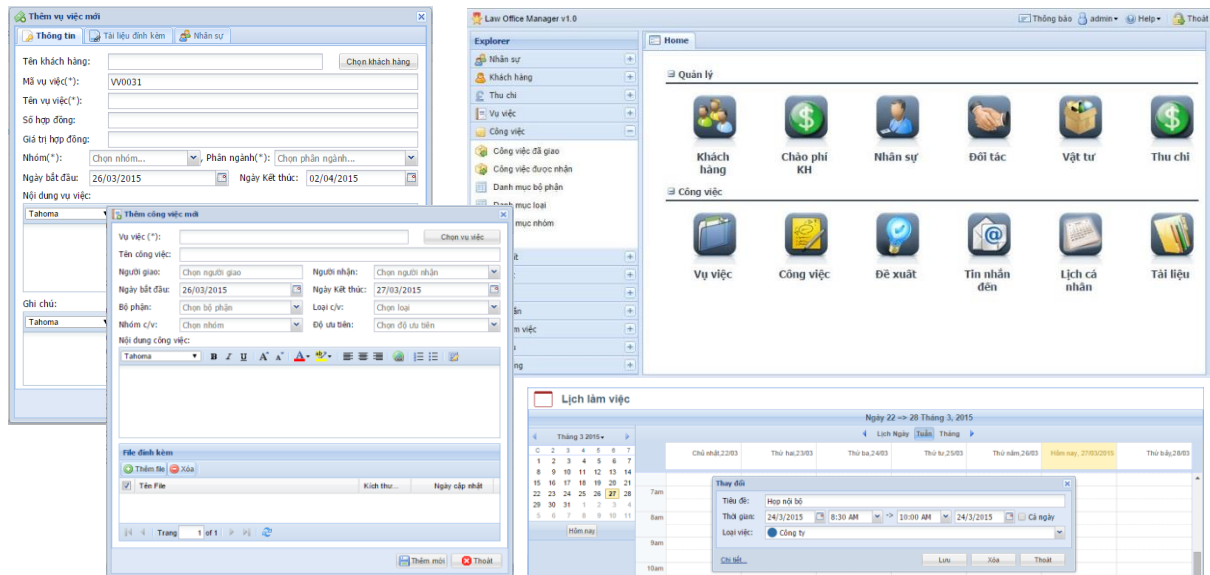 Thêm vụ việc mới
Thông tin Tài liệu đính kèm Nhân sự
Tên khách hàng: Chọn khách hàng
Mã vụ việc(*): VV0031
Tên vụ việc(*):
Số hợp đồng:
Giá trị hợp đồng:
Nhóm(*): Chọn nhóm... , Phân ngành(*): Chọn phân ngành...
Ngày bắt đầu: 26/03/2015 Ngày Kết thúc: 02/04/2015
Nội dung vụ việc:
Tahoma
Ghi chú:
Tahoma
Thêm công việc mới
Vụ việc (*): Chọn vụ việc
Tên công việc:
Người giao: Chọn người giao Người nhận: Chọn người nhận
Ngày bắt đầu: 26/03/2015 Ngày Kết thúc: 27/03/2015
Bộ phận: Chọn bộ phận Loại c/v: Chọn loại
Nhóm c/v: Chọn nhóm Độ ưu tiên: Chọn độ ưu tiên
Nội dung công việc:
Tahoma B I U A A A ab
File đính kèm
Thêm file Xóa
Tên File Kích thư... Ngày cập nhật
Trang 1 of 1
Thêm mới Thoát
Law Office Manager v1.0 Thông báo admin Help Thoát
Explorer
Nhân sự
Khách hàng
Thu chi
Vụ việc
Công việc
Công việc đã giao
Công việc được nhận
Danh mục bộ phận
Danh mục loại
mục nhóm
Home
Quản lý
Khách hàng
Chào phí KH
Nhân sự
Đối tác
Vật tư
Thu chi
Công việc
Vụ việc
Công việc
Đề xuất
Tin nhắn đến
Lịch cá nhân
Tài liệu
Lịch làm việc
Ngày 22 => 28 Tháng 3, 2015
Lịch Ngày Tuần Tháng
Tháng 3 2015
C 2 3 4 5 6 7
1 2 3 4 5 6 7
8 9 10 11 12 13 14
15 16 17 18 19 20 21
22 23 24 25 26 27 28
29 30 31 1 2 3 4
5 6 7 8 9 10 11
Hôm nay
Chủ nhật,22/03 Thứ hai,23/03 Thứ ba,24/03 Thứ tư,25/03 Thứ năm,26/03 Hôm nay, 27/03/2015 Thứ bảy,28/03
7am
8am
9am
10am
Thay đổi
Tiêu đề: Họp nội bộ
Thời gian: 24/3/2015 8:30 AM => 10:00 AM 24/3/2015 Cả ngày
Loại việc: Công ty
Chi tiết... Lưu Xóa Thoát